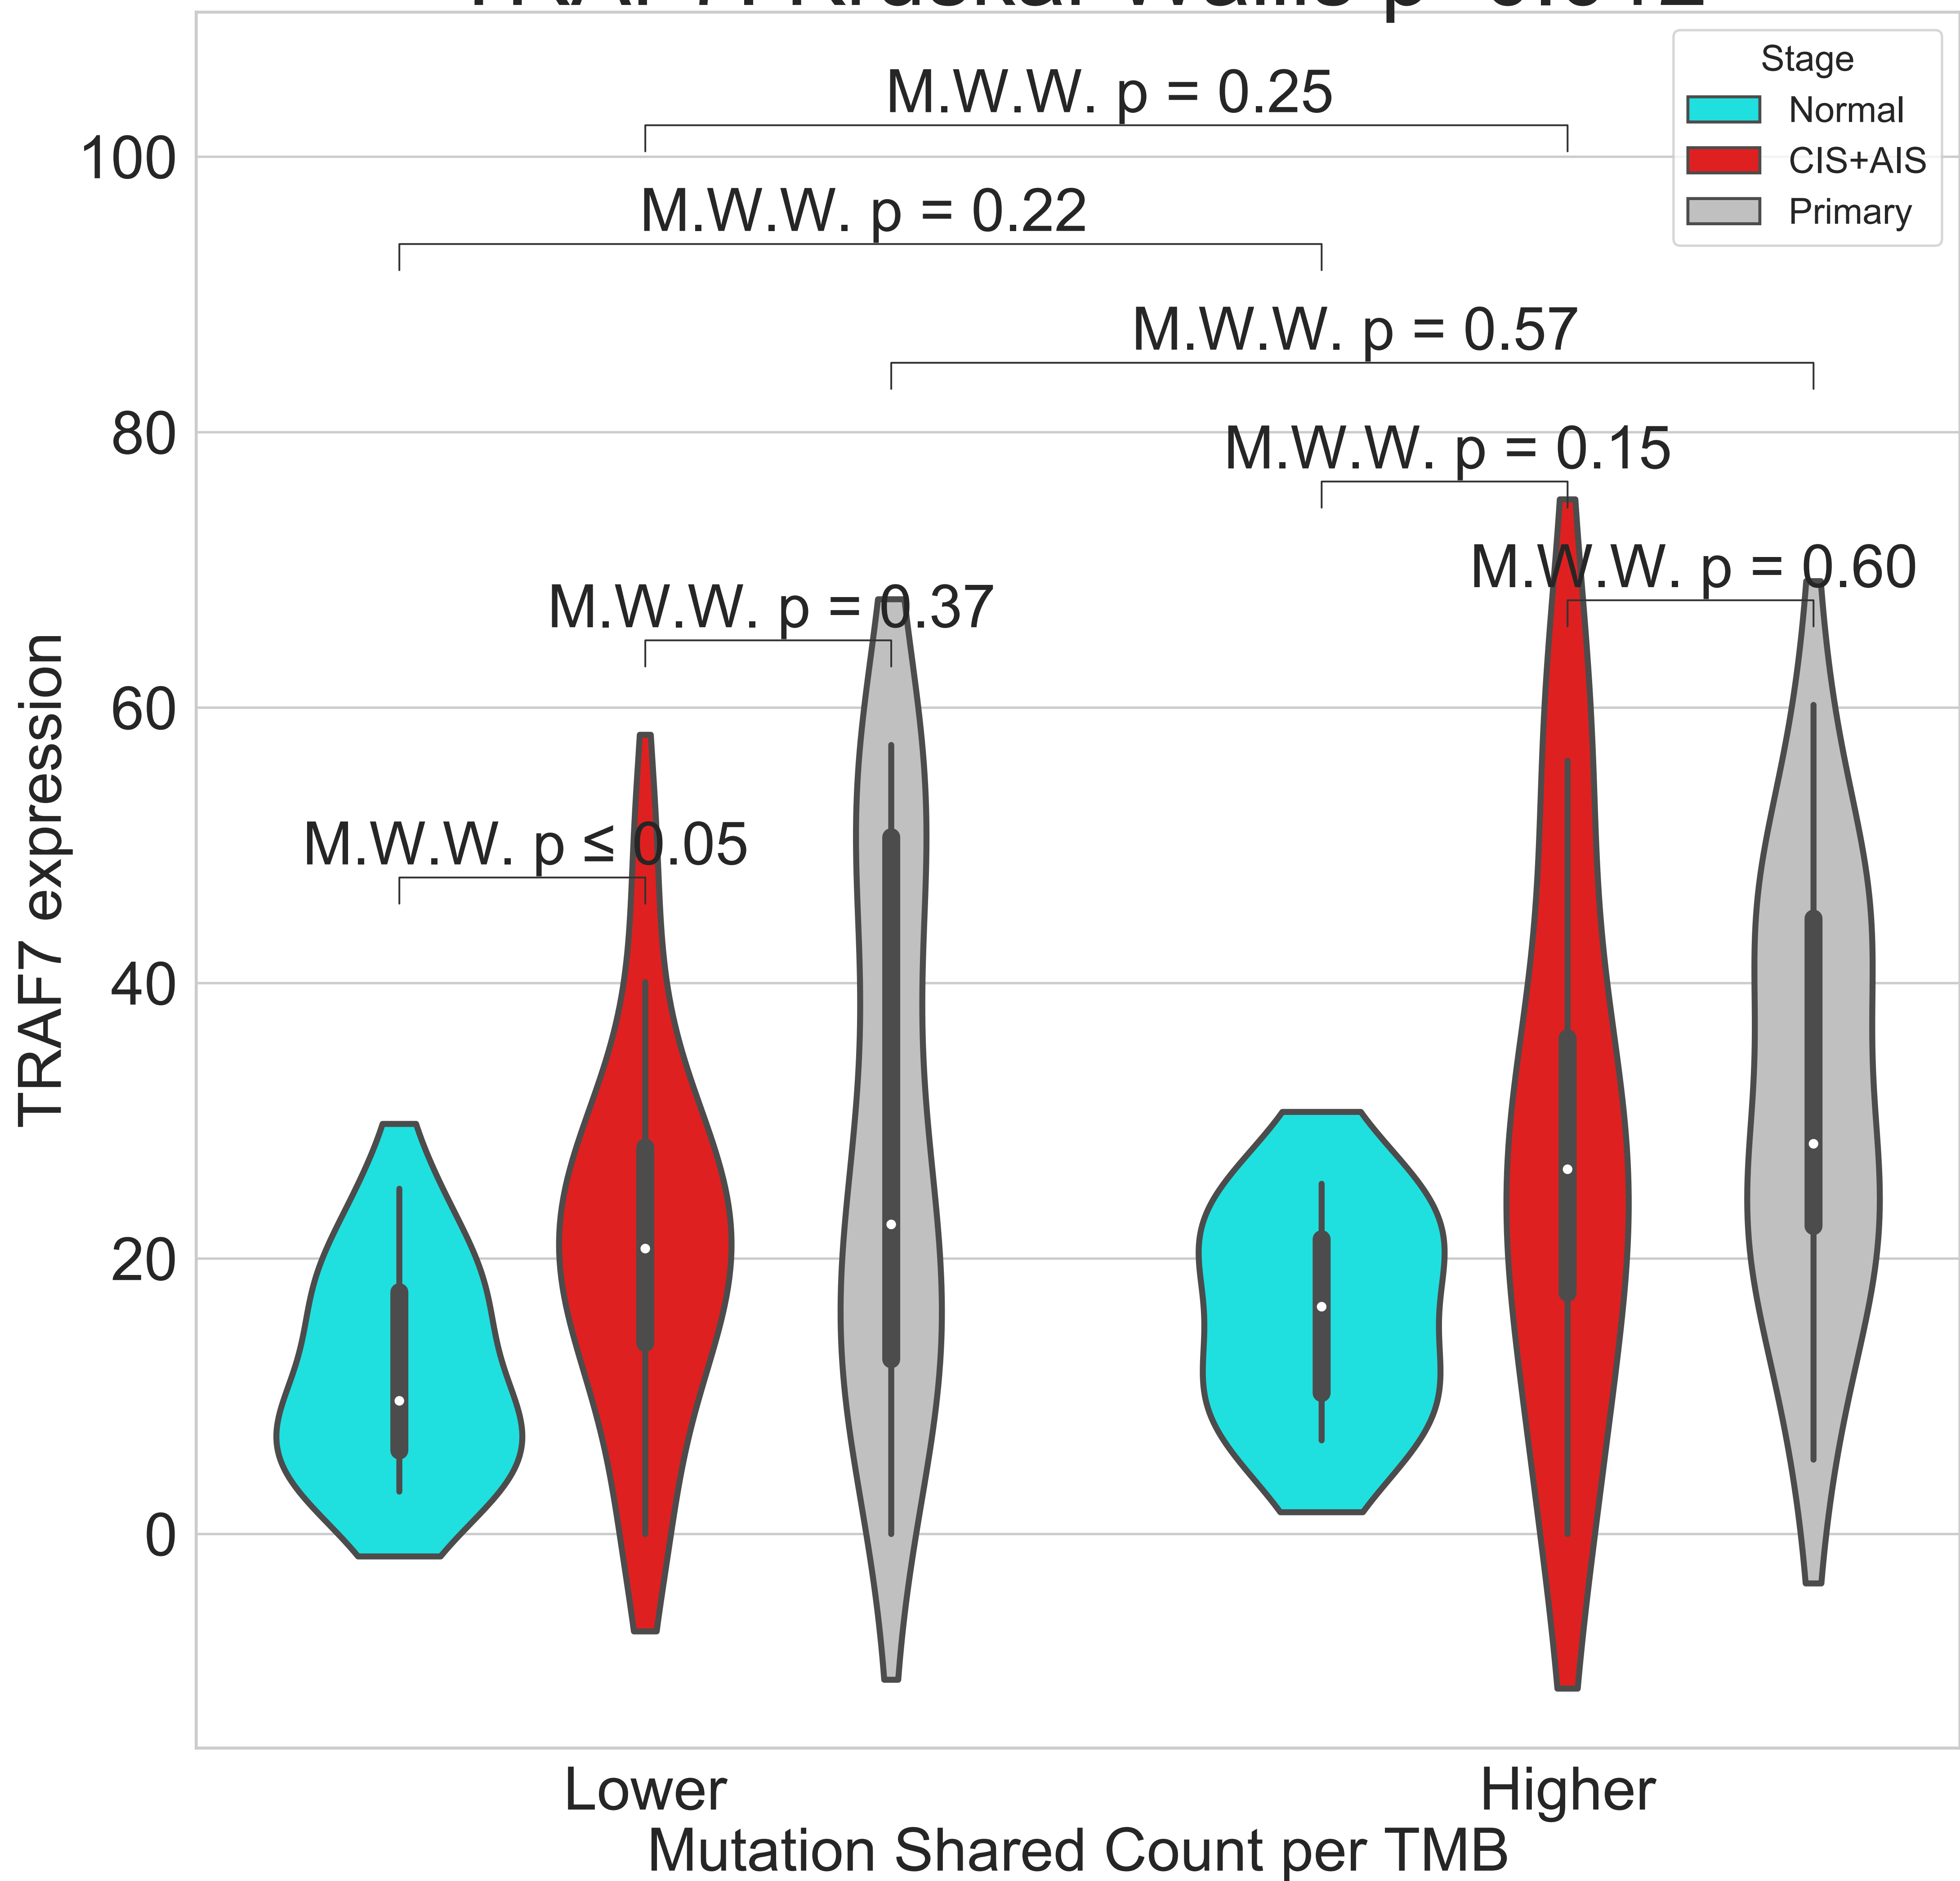 Stage
Normal
CIS+AIS
Primary
M.W.W. p = 0.25
M.W.W. p = 0.22
M.W.W. p = 0.57
M.W.W. p = 0.15
M.W.W. p = 0.60
M.W.W. p = 0.37
M.W.W. p ≤ 0.05
100
80
60
40
20
0
TRAF7 expression
Lower
Higher
Mutation Shared Count per TMB